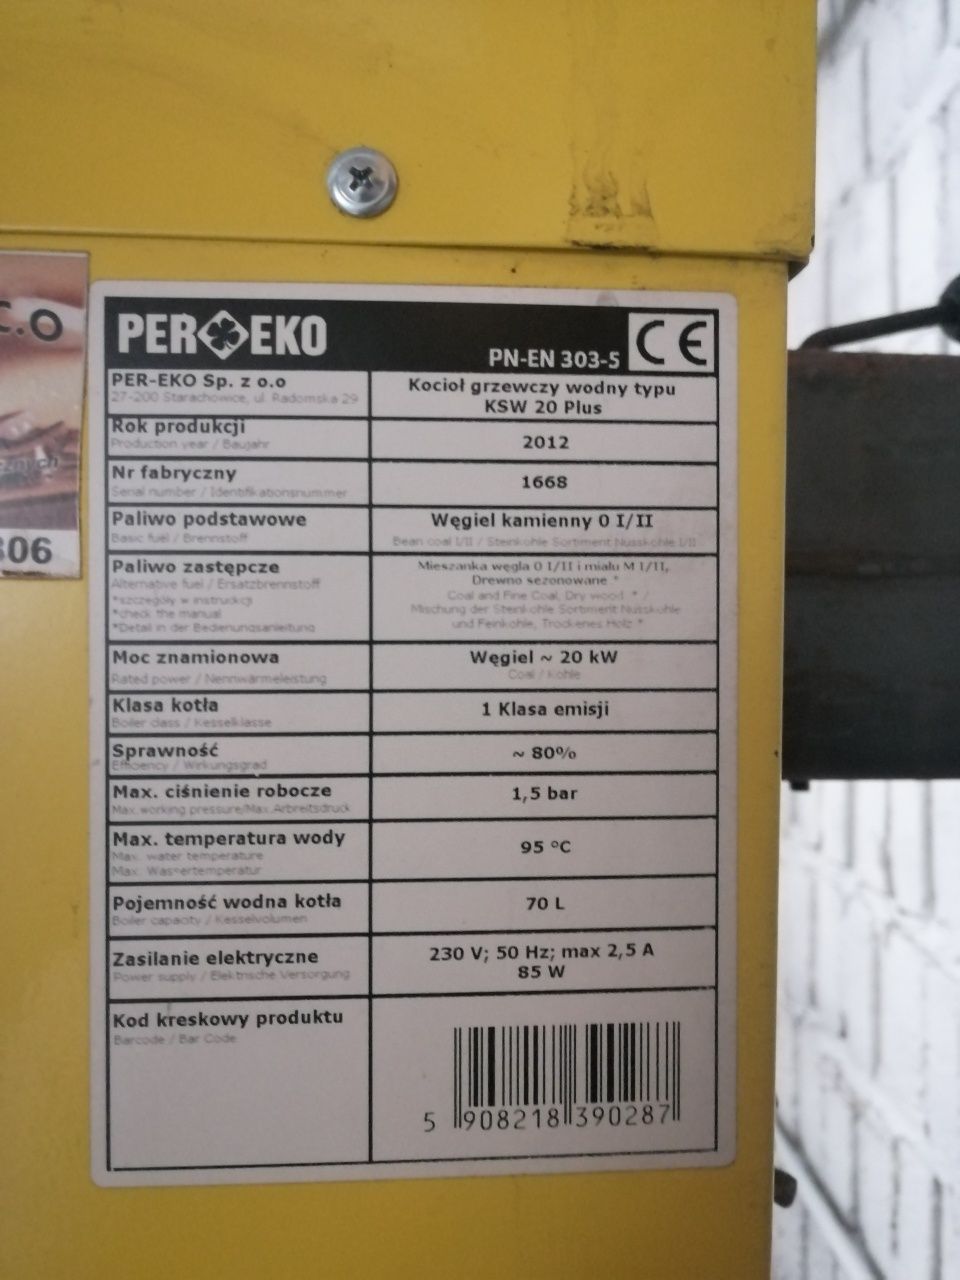 C.O
cznych
806
PER EKO
PN-EN 303-5
CE
PER-EKO Sp. z o.o
27-200 Starachowice, ul. Radomska 29
Kocioł grzewczy wodny typu
KSW 20 Plus
Rok produkcji
Production year / Baujahr
2012
Nr fabryczny
Serial number / Identifikationsnummer
1668
Paliwo podstawowe
Basic fuel / Brennstoff
Węgiel kamienny O I/II
Bean coal I/II / Steinkohle Sortiment Nusskohle I/II
Paliwo zastępcze
Alternative fuel / Ersatzbrennstoff
*szczegóły w instrukcji
*check the manual
*Detail in der Bedienungsanleitung
Mieszanka węgla O I/II i miału M I/II,
Drewno sezonowane *
Coal and Fine Coal, Dry wood * /
Mischung der Steinkohle Sortiment Nusskohle
und Feinkohle, Trockenes Holz *
Moc znamionowa
Rated power / Nennwärmeleistung
Węgiel ~ 20 kW
Coal / Kohle
Klasa kotła
Boiler class / Kesselklasse
1 Klasa emisji
Sprawność
Efficiency / Wirkungsgrad
~ 80%
Max. ciśnienie robocze
Max.working pressure/Max.Arbeitsdruck
1,5 bar
Max. temperatura wody
Max. water temperature
Max. Wassertemperatur
95 °C
Pojemność wodna kotła
Boiler capacity / Kesselvolumen
70 L
Zasilanie elektryczne
Power supply / Elektrische Versorgung
230 V; 50 Hz; max 2,5 A
85 W
Kod kreskowy produktu
Barcode / Bar Code
5 908218 390287